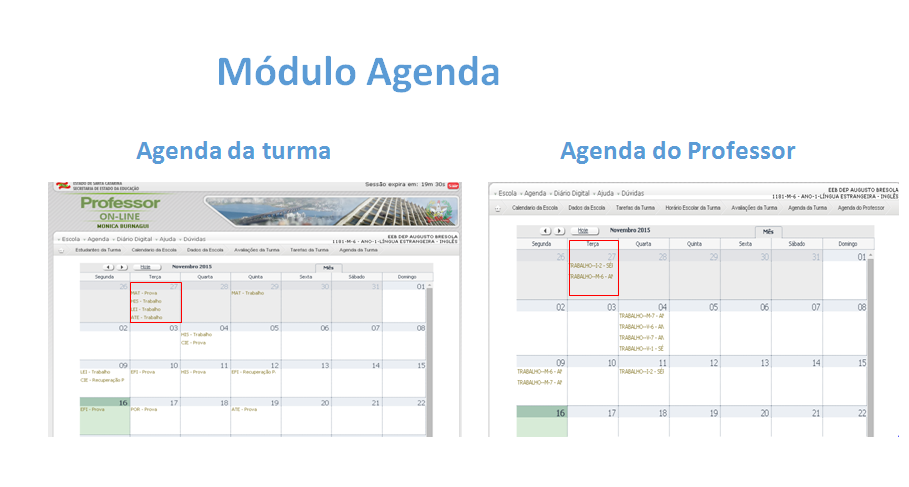 Módulo Agenda
Agenda da turma
Agenda do Professor
ESTADO DE SANTA CATARINA
SECRETARIA DE ESTADO DA EDUCAÇÃO
Sessão expira em: 19m 30s
Professor
ON-LINE
MONICA BURNAGUI
EEB DEP AUGUSTO BRESOLA
Escola Agenda Diário Digital Ajuda Dúvidas
1181-M-6 - ANO-1-LÍNGUA ESTRANGEIRA - INGLÊS
Estudantes da Turma Calendário da Escola Dados da Escola Avaliações da Turma Tarefas da Turma Agenda da Turma
Hoje Novembro 2015 Mês
Segunda Terça Quarta Quinta Sexta Sábado Domingo
26 27 28 29 30 31 01
MAT - Prova MAT - Trabalho
HIS - Trabalho
LEI - Trabalho
ATE - Trabalho
02 03 04 05 06 07 08
HIS - Trabalho
CIE - Prova
09 10 11 12 13 14 15
LEI - Trabalho EFI - Prova HIS - Prova EFI - Recuperação P.
CIE - Recuperação P
16 17 18 19 20 21 22
EFI - Prova POR - Prova ATE - Prova
EEB DEP AUGUSTO BRESOLA
Escola Agenda Diário Digital Ajuda Dúvidas
1181-M-6 - ANO-1-LÍNGUA ESTRANGEIRA - INGLÊS
Calendário da Escola Dados da Escola Tarefas da Turma Horário Escolar da Turma Avaliações da Turma Agenda da Turma Agenda do Professor
Hoje Novembro 2015 Mês
Segunda Terça Quarta Quinta Sexta Sábado Domingo
26 27 28 29 30 31 01
TRABALHO--I-2 - SÉI
TRABALHO--M-6 - AI
02 03 04 05 06 07 08
TRABALHO--M-7 - AI
TRABALHO--V-6 - AN
TRABALHO--V-7 - AN
TRABALHO--V-1 - SÉ
09 10 11 12 13 14 15
TRABALHO--M-6 - AI TRABALHO--I-2 - SÉI
TRABALHO--M-7 - AI
16 17 18 19 20 21 22